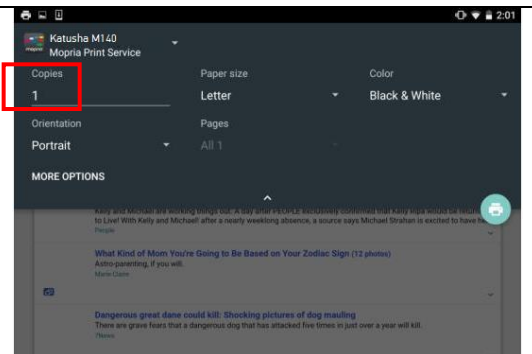 2:01
Katusha M140
mopria Mopria Print Service
Copies Paper size Color
1 Letter Black & White
Orientation Pages
Portrait All 1
MORE OPTIONS
Kelly and Michael are working things out. A day after PEOPLE exclusively confirmed that Kelly Ripa would be
to Live! With Kelly and Michael! after a nearly weeklong absence, a source says Michael Strahan is excited to have
People
What Kind of Mom You're Going to Be Based on Your Zodiac Sign (12 photos)
Astro-parenting, if you will.
Marie Claire
Dangerous great dane could kill: Shocking pictures of dog mauling
There are grave fears that a dangerous dog that has attacked five times in just over a year will kill.
7News